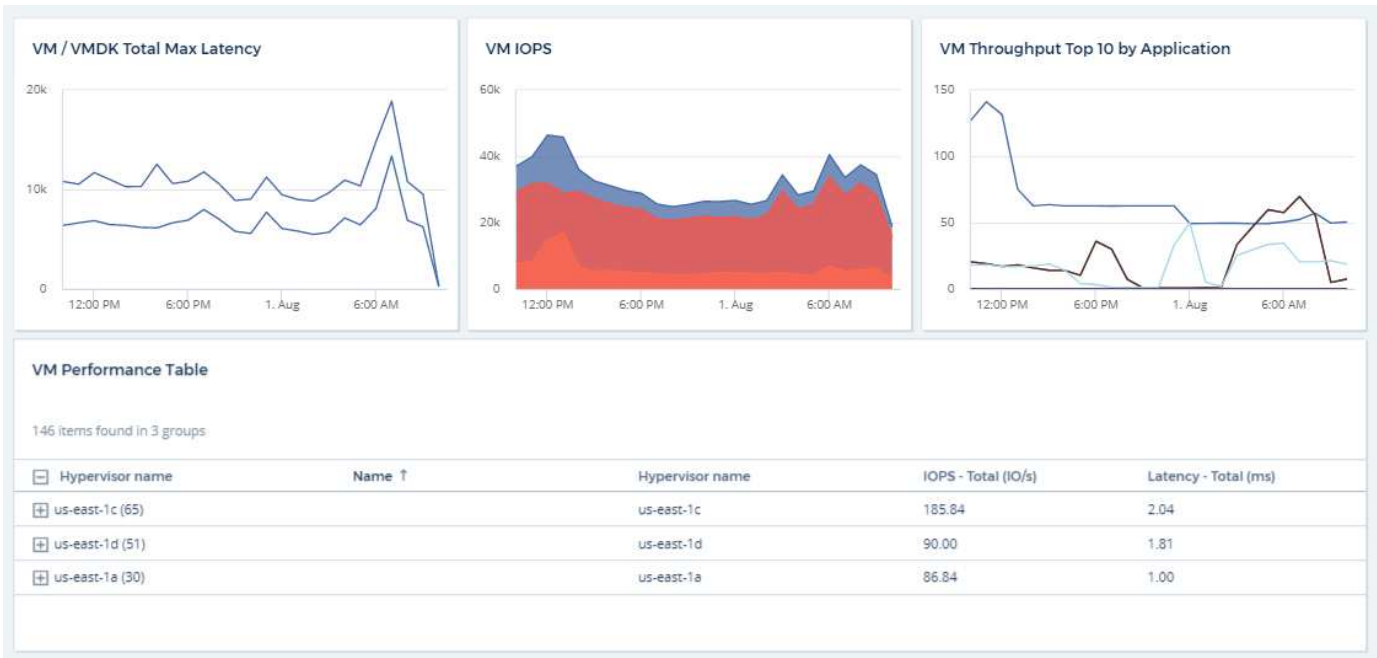 VM / VMDK Total Max Latency
20k
10k
0
12:00 PM 6:00 PM 1. Aug 6:00 AM
VM IOPS
60k
40k
20k
0
12:00 PM 6:00 PM 1. Aug 6:00 AM
VM Throughput Top 10 by Application
150
100
50
0
12:00 PM 6:00 PM 1. Aug 6:00 AM
VM Performance Table
146 items found in 3 groups
Hypervisor name Name ↑ Hypervisor name IOPS - Total (IO/s) Latency - Total (ms)
us-east-1c (65) us-east-1c 185.84 2.04
us-east-1d (51) us-east-1d 90.00 1.81
us-east-1a (30) us-east-1a 86.84 1.00